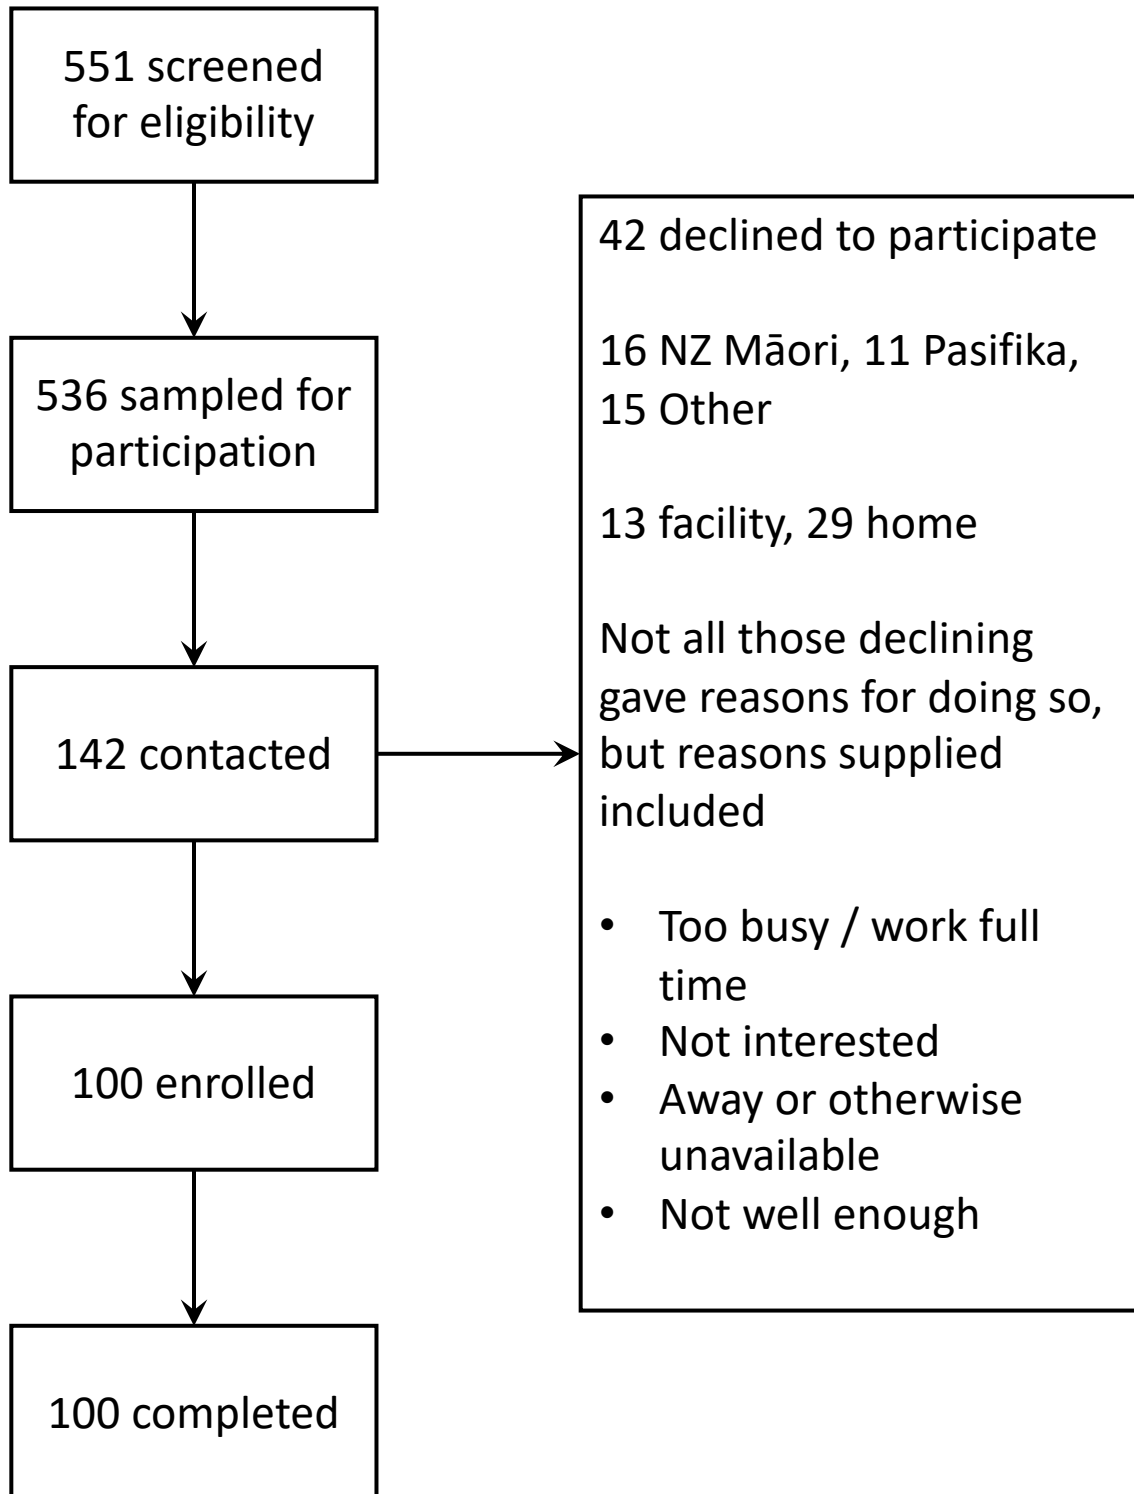 551 screened
for eligibility
536 sampled for
participation
142 contacted
100 enrolled
100 completed
42 declined to participate
16 NZ Māori, 11 Pasifika,
15 Other
13 facility, 29 home
Not all those declining
gave reasons for doing so,
but reasons supplied
included
• Too busy / work full
time
• Not interested
• Away or otherwise
unavailable
• Not well enough